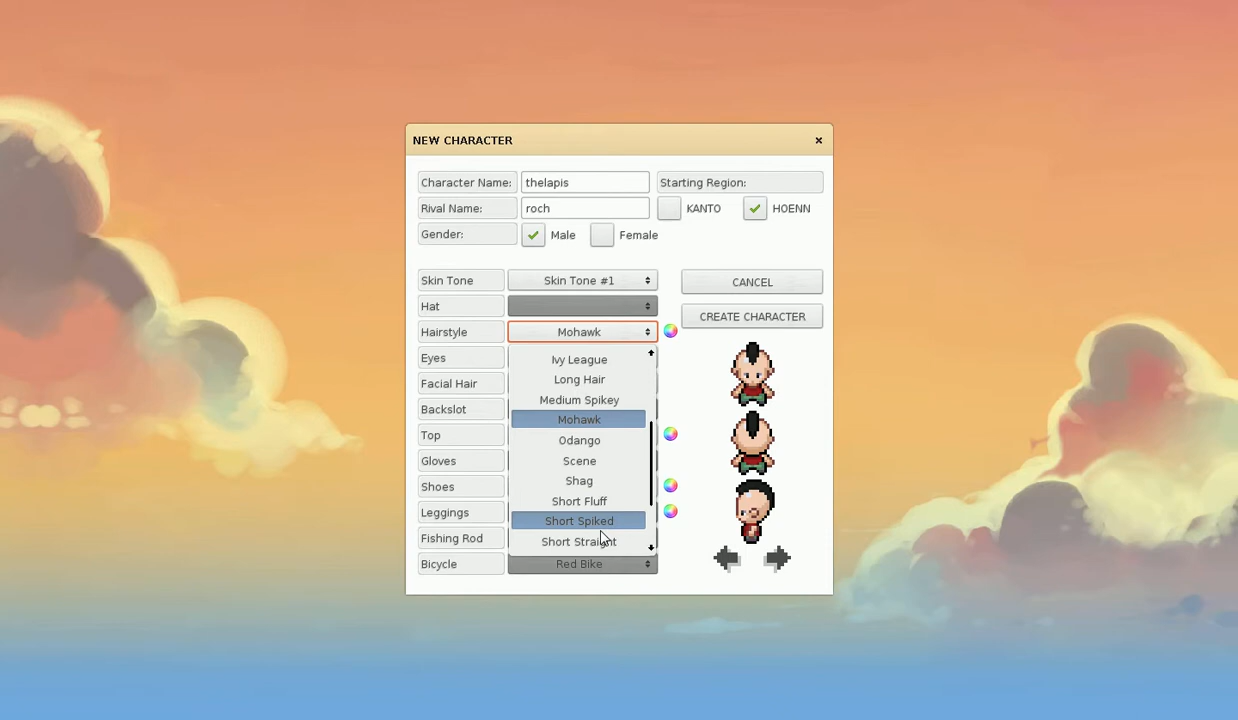 NEW CHARACTER
×
Character Name: thelapis Starting Region:
Rival Name: roch KANTO HOENN
Gender: Male Female
Skin Tone Skin Tone #1 CANCEL
Hat
CREATE CHARACTER
Hairstyle Mohawk
Eyes Ivy League
Facial Hair Long Hair
Backslot Medium Spikey
Mohawk
Top Odango
Gloves Scene
Shoes Shag
Short Fluff
Leggings Short Spiked
Fishing Rod Short Straight
Bicycle Red Bike